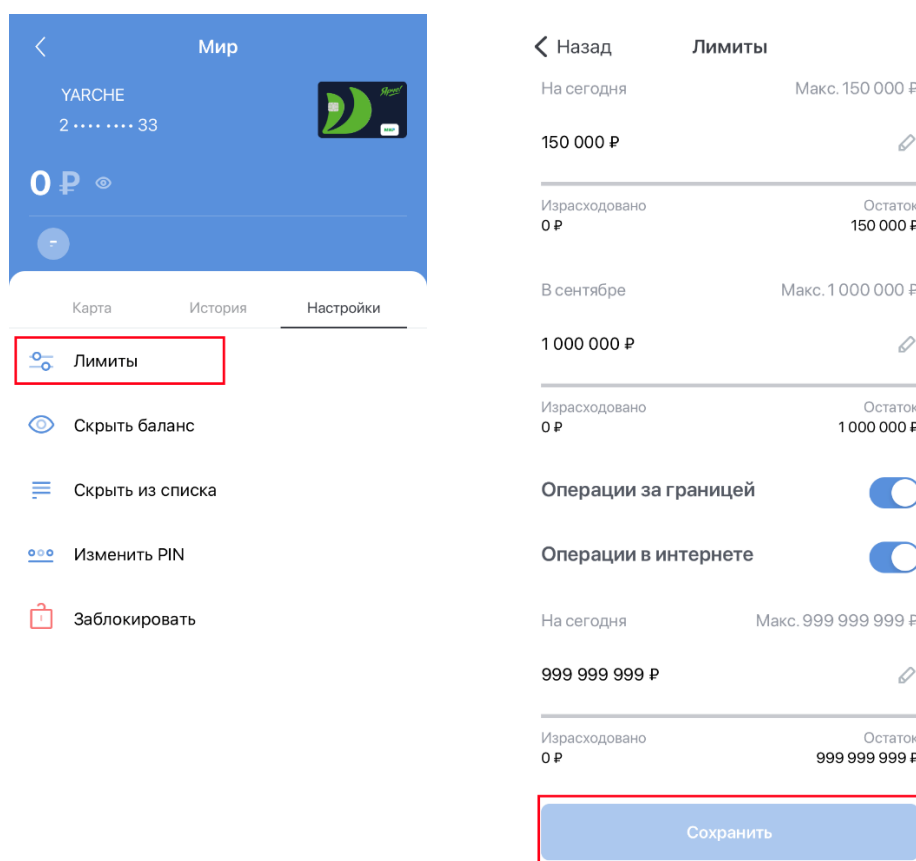 Мир
YARCHE
2 •••• •••• 33
Ярче!
МИР
0 ₽
Карта История Настройки
Лимиты
Скрыть баланс
Скрыть из списка
Изменить PIN
Заблокировать
Назад Лимиты
На сегодня Макс. 150 000 ₽
150 000 ₽
Израсходовано Остаток
0 ₽ 150 000 ₽
В сентябре Макс. 1 000 000 ₽
1 000 000 ₽
Израсходовано Остаток
0 ₽ 1 000 000 ₽
Операции за границей
Операции в интернете
На сегодня Макс. 999 999 999 ₽
999 999 999 ₽
Израсходовано Остаток
0 ₽ 999 999 999 ₽
Сохранить